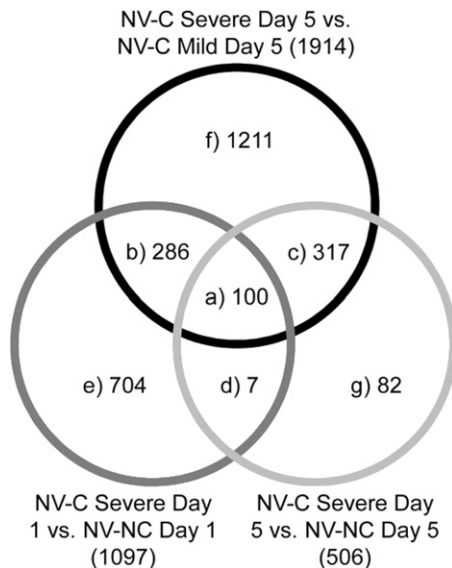 NV-C Severe Day 5 vs.
NV-C Mild Day 5 (1914)
f) 1211
b) 286
c) 317
a) 100
e) 704
d) 7
g) 82
NV-C Severe Day
1 vs. NV-NC Day 1
(1097)
NV-C Severe Day
5 vs. NV-NC Day 5
(506)